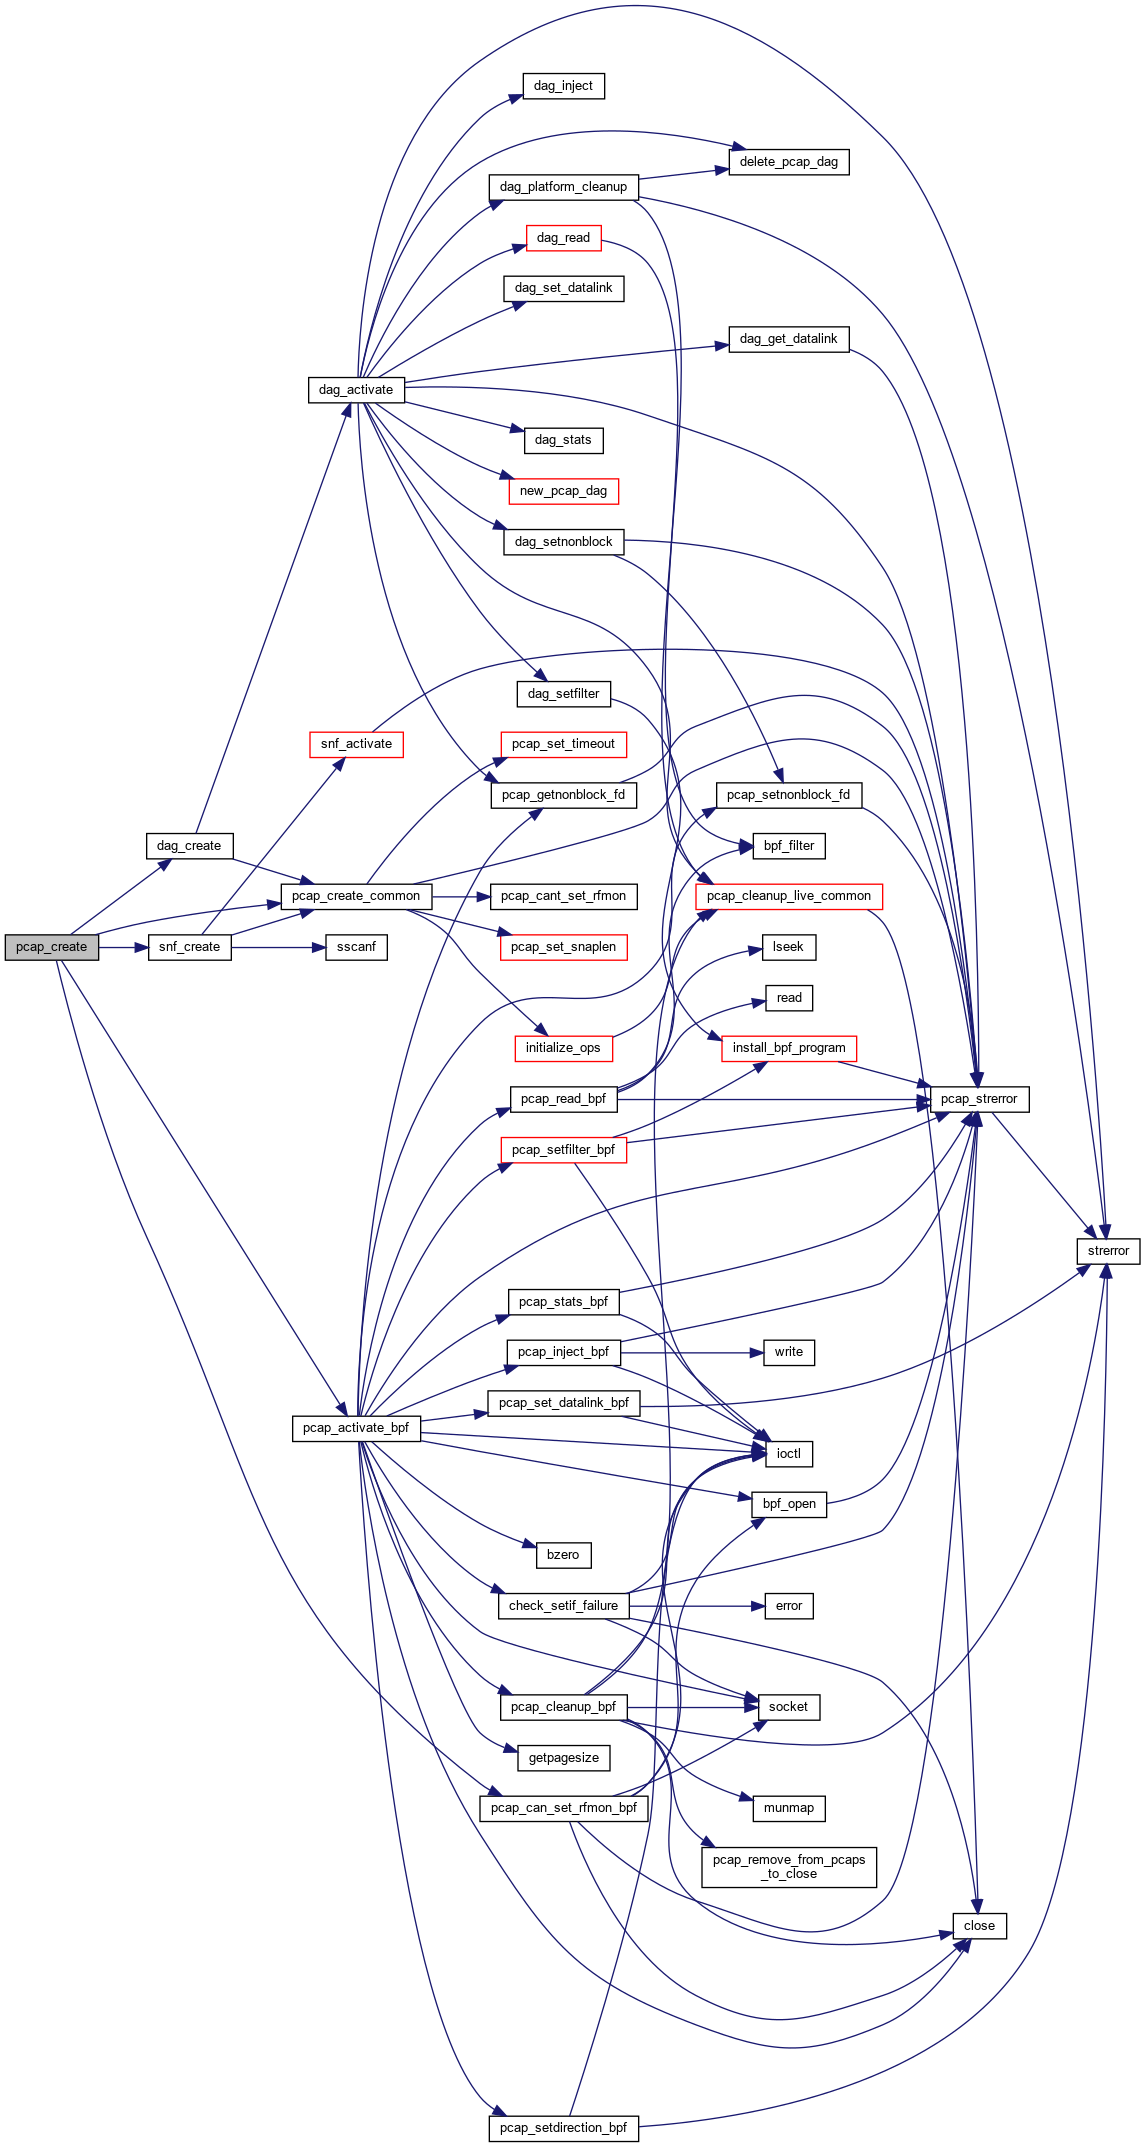 dag_inject
delete_pcap_dag
dag_platform_cleanup
dag_read
dag_set_datalink
dag_get_datalink
dag_activate
dag_stats
new_pcap_dag
dag_setnonblock
dag_setfilter
snf_activate
pcap_set_timeout
pcap_getnonblock_fd
pcap_setnonblock_fd
dag_create
bpf_filter
pcap_create_common
pcap_cant_set_rfmon
pcap_cleanup_live_common
pcap_create
snf_create
sscanf
pcap_set_snaplen
lseek
read
initialize_ops
install_bpf_program
pcap_read_bpf
pcap_strerror
pcap_setfilter_bpf
strerror
pcap_stats_bpf
pcap_inject_bpf
write
pcap_set_datalink_bpf
pcap_activate_bpf
ioctl
bpf_open
bzero
check_setif_failure
error
pcap_cleanup_bpf
socket
getpagesize
pcap_can_set_rfmon_bpf
munmap
pcap_remove_from_pcaps
_to_close
close
pcap_setdirection_bpf